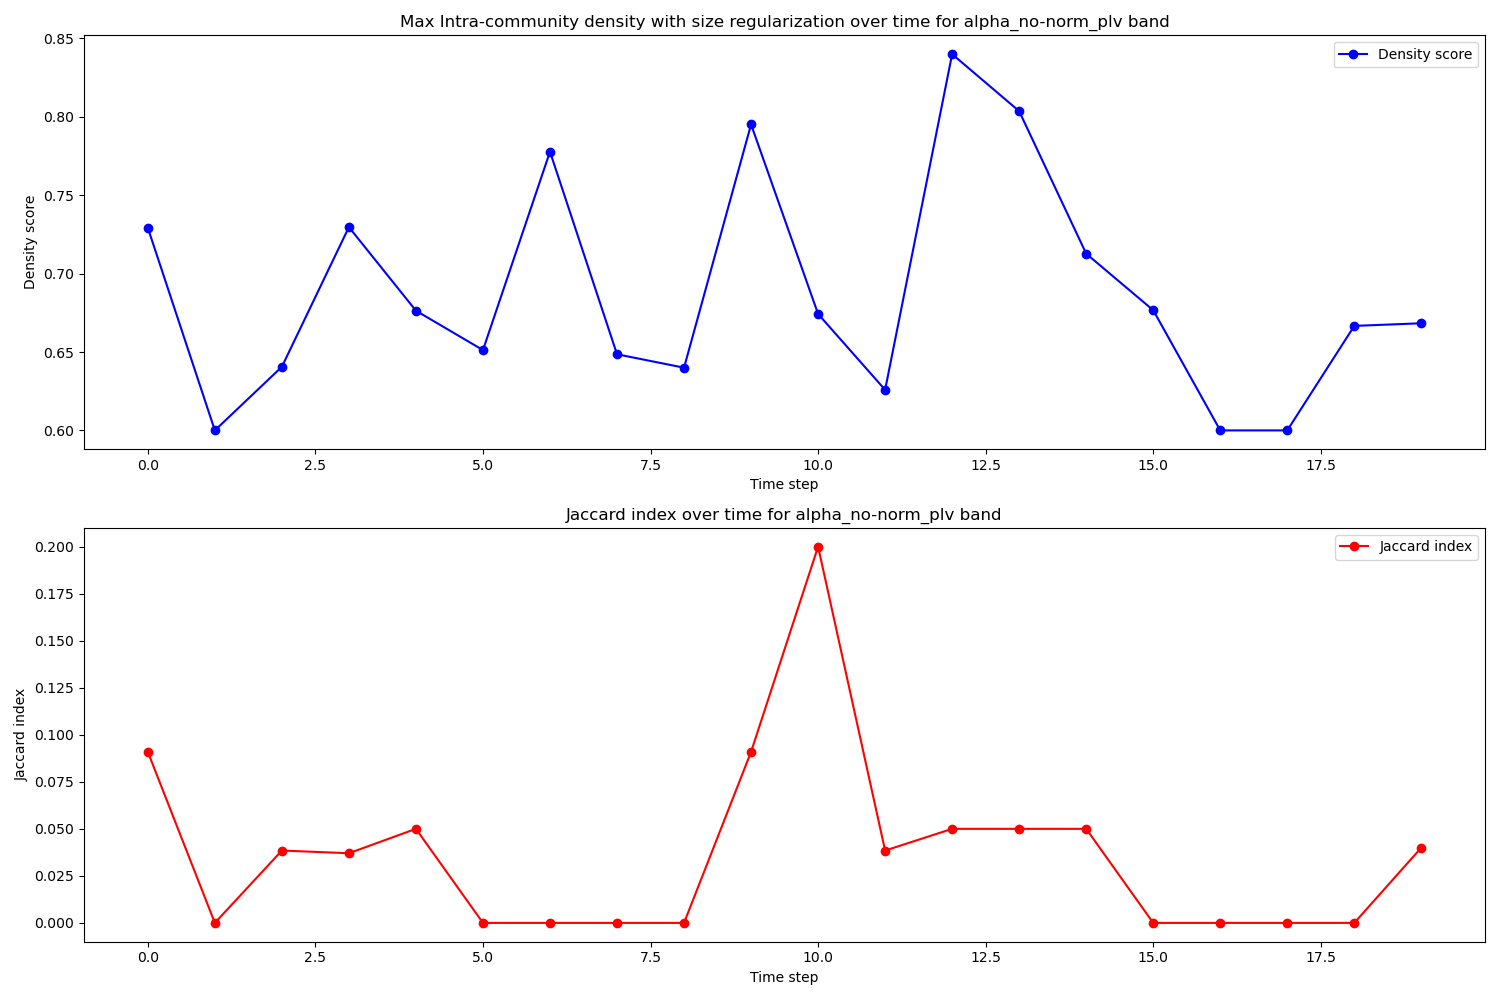 Max Intra-community density with size regularization over time for alpha_no-norm_plv band
Density score
0.85
0.80
0.75
0.70
0.65
0.60
Density score
0.0 2.5 5.0 7.5 10.0 12.5 15.0 17.5
Time step
Jaccard index over time for alpha_no-norm_plv band
Jaccard index
0.200
0.175
0.150
0.125
0.100
0.075
0.050
0.025
0.000
Jaccard index
0.0 2.5 5.0 7.5 10.0 12.5 15.0 17.5
Time step